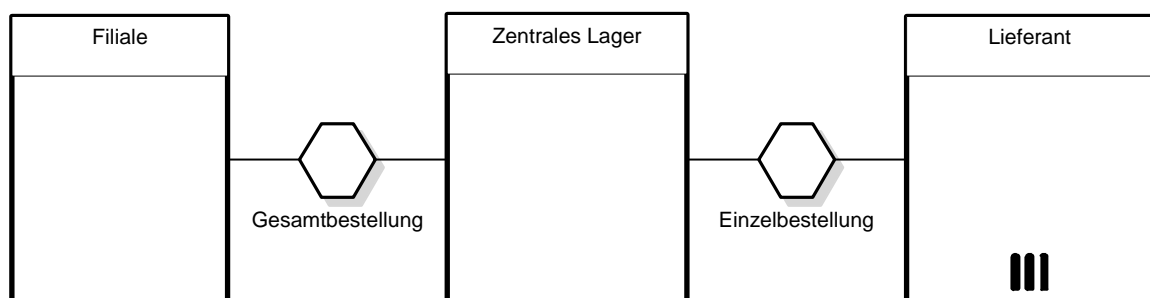 Filiale
Zentrales Lager
Lieferant
Gesamtbestellung
Einzelbestellung